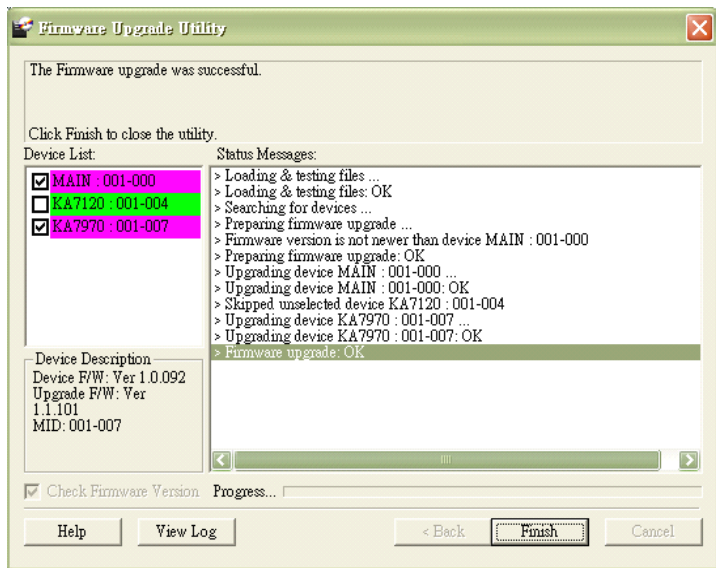 Firmware Upgrade Utility
The Firmware upgrade was successful.
Click Finish to close the utility.
Device List:
MAIN : 001-000
KA7120 : 001-004
KA7970 : 001-007
Status Messages:
> Loading & testing files ...
> Loading & testing files: OK
> Searching for devices ...
> Preparing firmware upgrade ...
> Firmware version is not newer than device MAIN : 001-000
> Preparing firmware upgrade: OK
> Upgrading device MAIN : 001-000 ...
> Upgrading device MAIN : 001-000: OK
> Skipped unselected device KA7120 : 001-004
> Upgrading device KA7970 : 001-007 ...
> Upgrading device KA7970 : 001-007: OK
> Firmware upgrade: OK
Device Description
Device F/W: Ver 1.0.092
Upgrade F/W: Ver
1.1.101
MID: 001-007
Check Firmware Version
Progress...
Help
View Log
< Back
Finish
Cancel